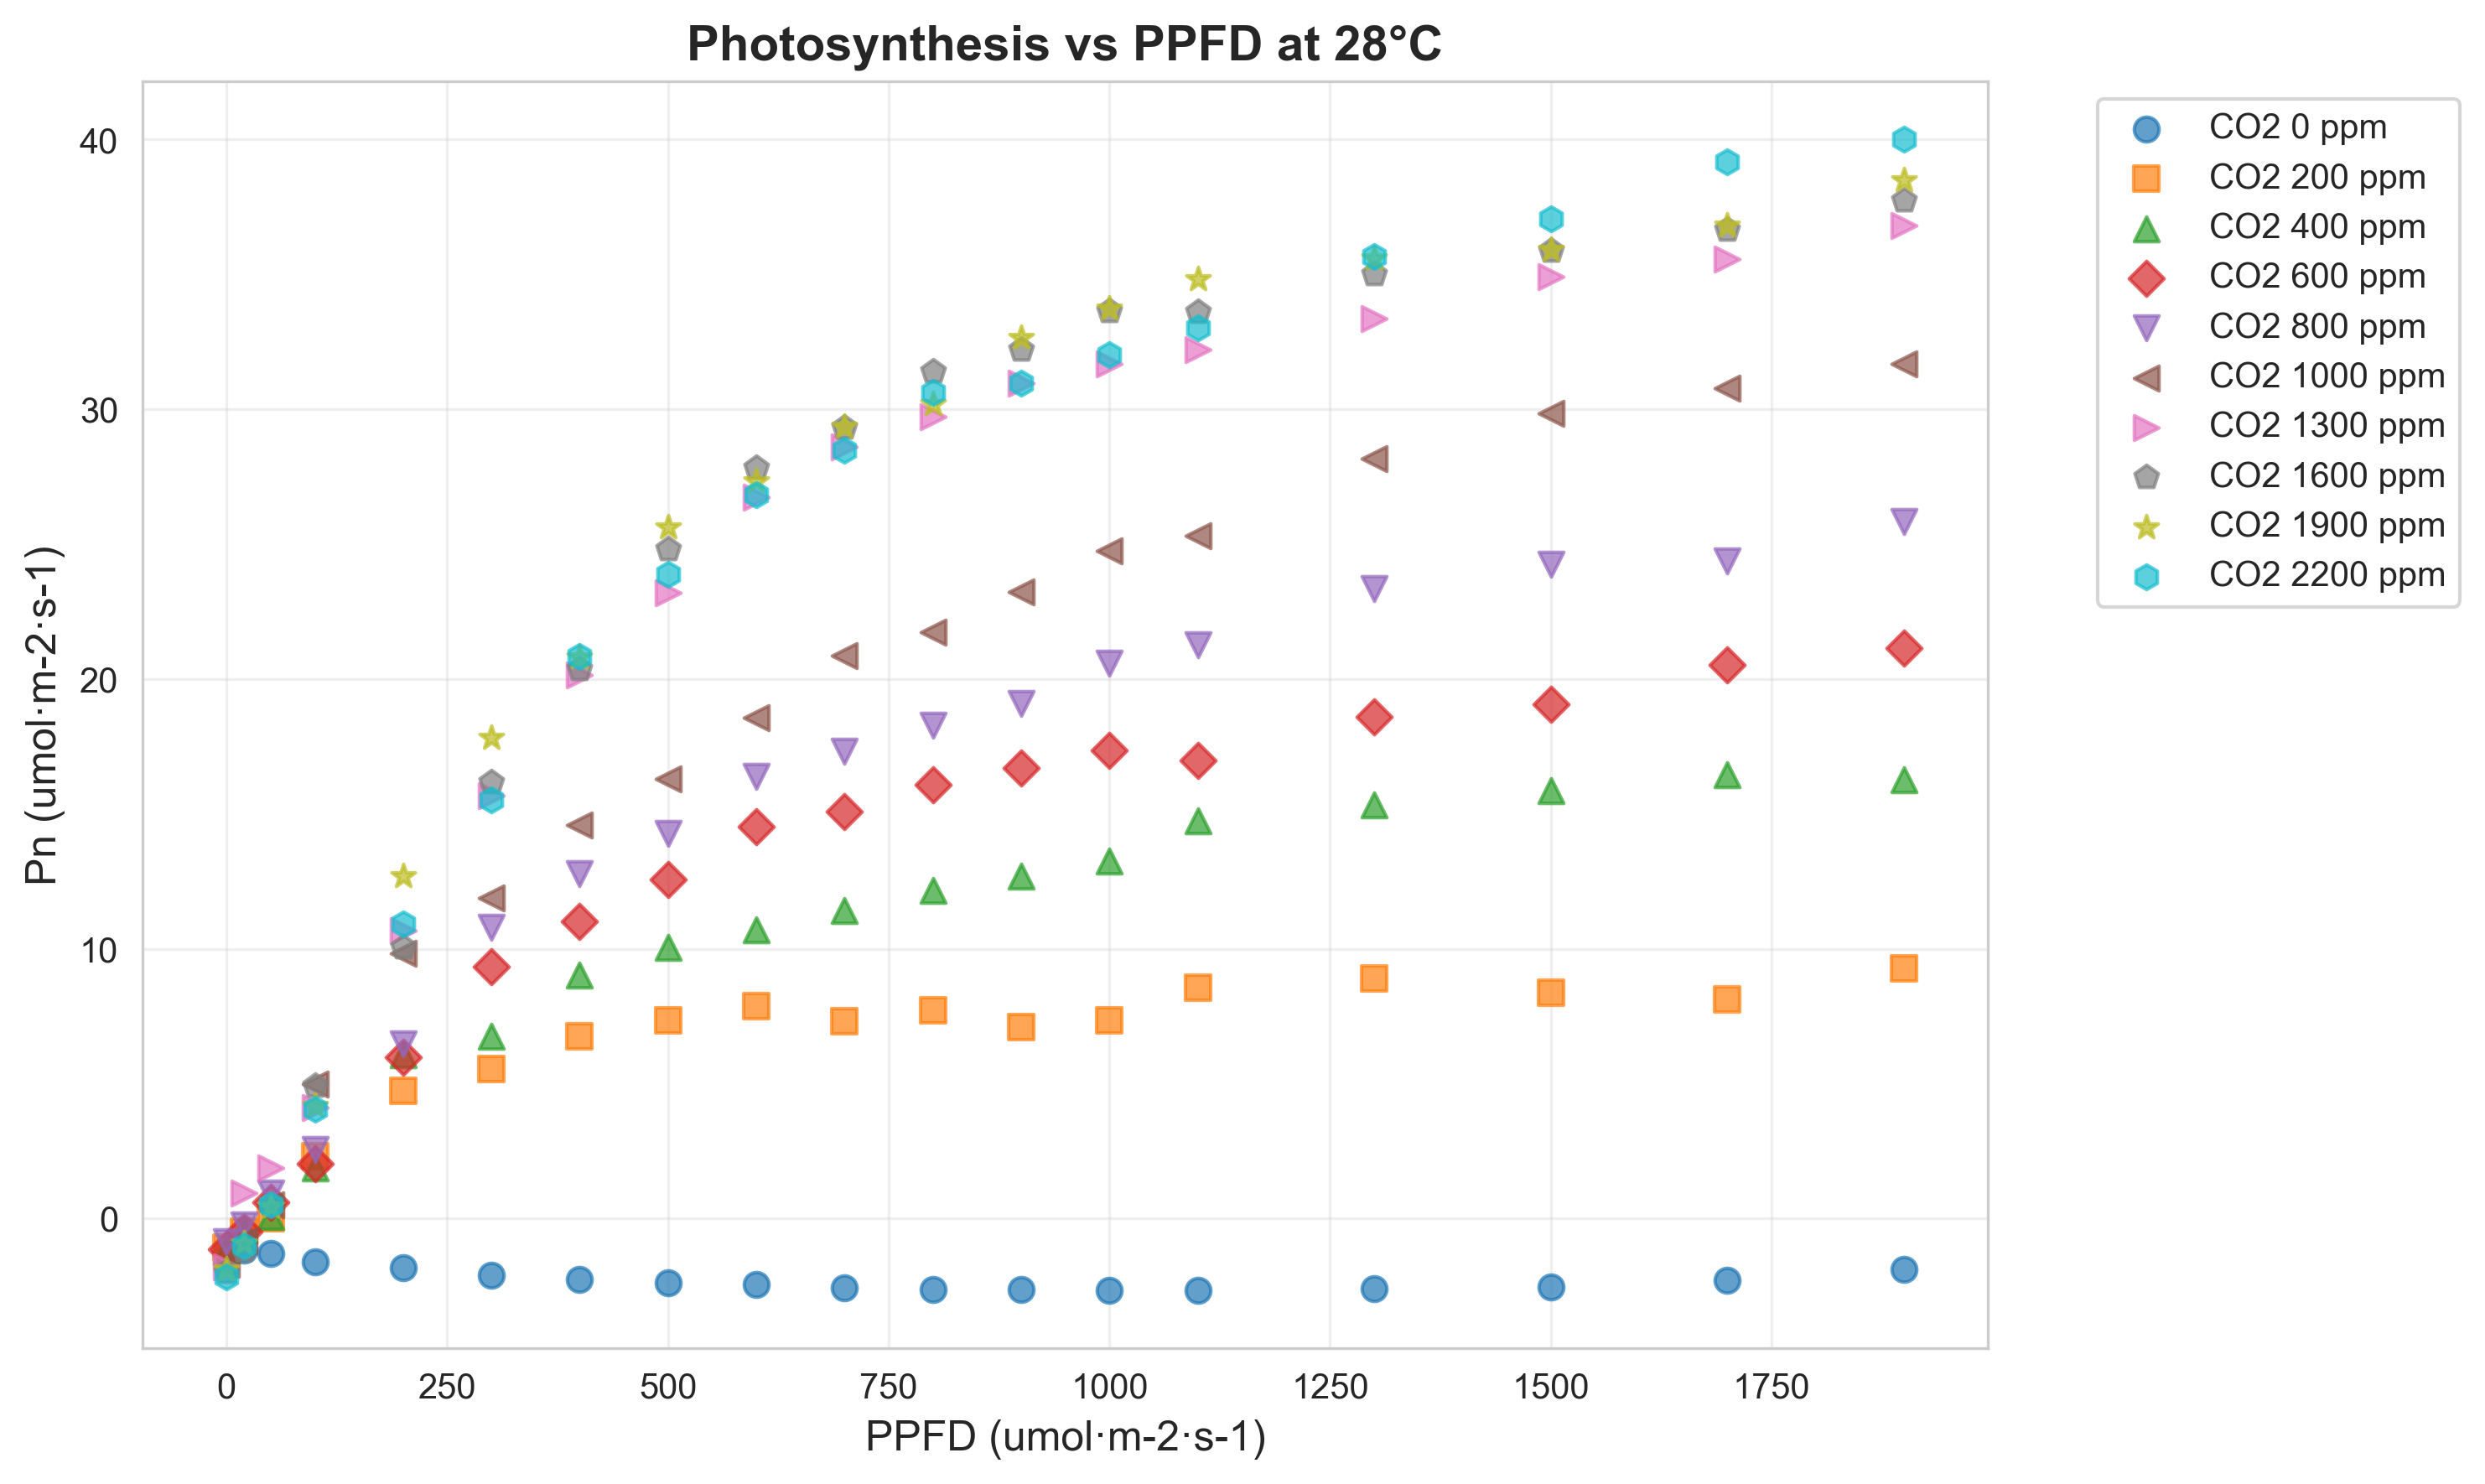 Photosynthesis vs PPFD at 28°C
40
30
20
10
0
Pn (umol·m-2·s-1)
0 250 500 750 1000 1250 1500 1750
PPFD (umol·m-2·s-1)
CO2 0 ppm
CO2 200 ppm
CO2 400 ppm
CO2 600 ppm
CO2 800 ppm
CO2 1000 ppm
CO2 1300 ppm
CO2 1600 ppm
CO2 1900 ppm
CO2 2200 ppm